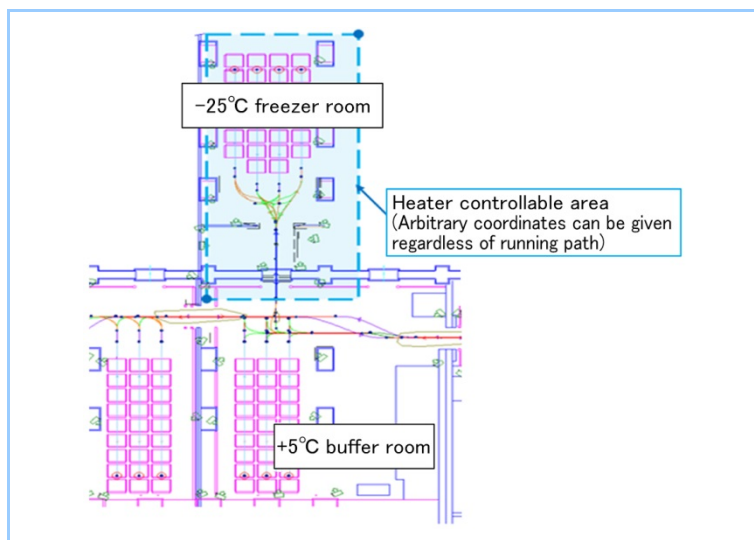 −25℃ freezer room
Heater controllable area
(Arbitrary coordinates can be given
regardless of running path)
+5℃ buffer room